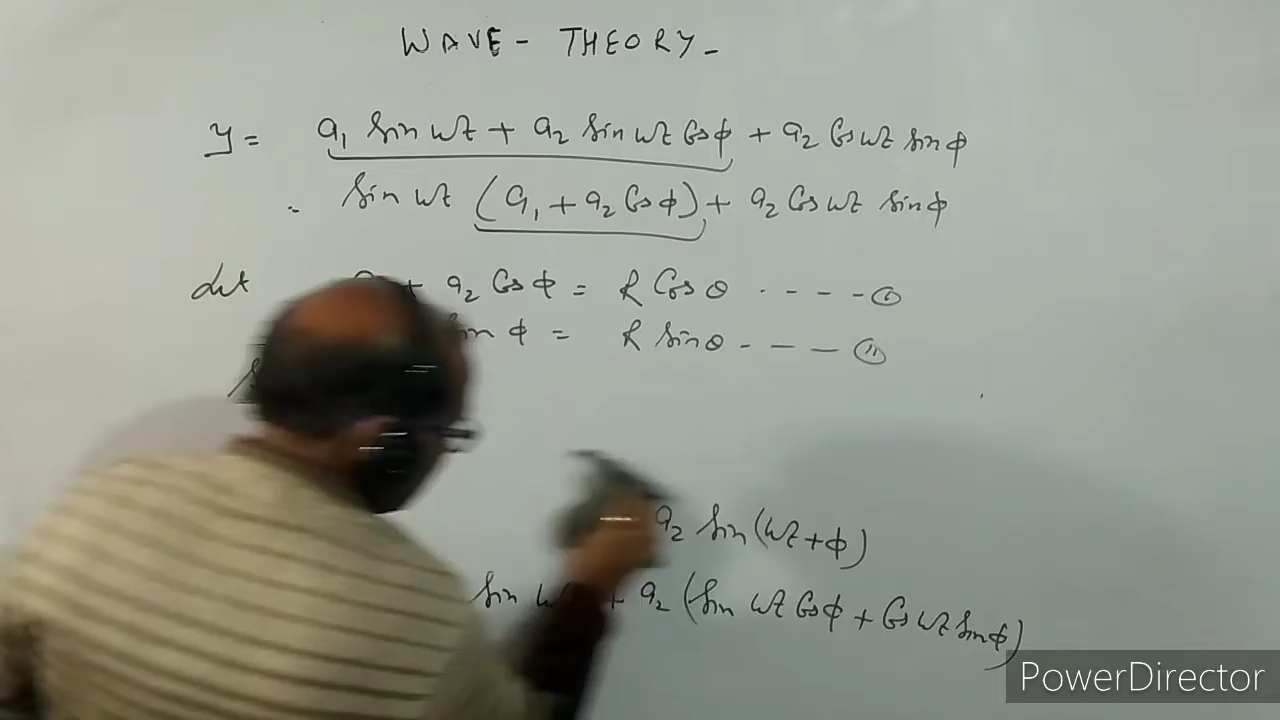 WAVE - THEORY -
y = a₁ sin ωt + a₂ sin ωt Cos ϕ + a₂ Cos ωt sin ϕ
= sin ωt (a₁ + a₂ Cos ϕ) + a₂ Cos ωt sin ϕ
Let + a₂ Cos ϕ = R Cos θ . - - - - (i)
ϕ = R sin θ - - - (ii)
a₂ sin (ωt + ϕ)
sin + a₂ (sin ωt Cos ϕ + Cos ωt sin ϕ)
PowerDirector